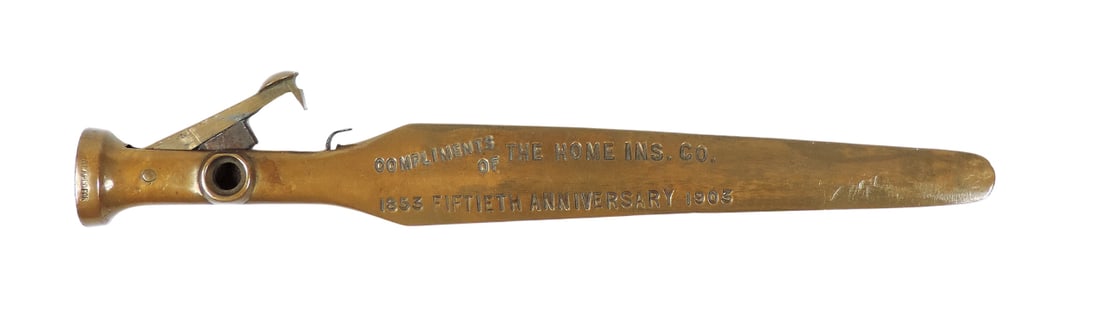 COMPLIMENTS OF THE HOME INS. CO.
1853 FIFTIETH ANNIVERSARY 1903